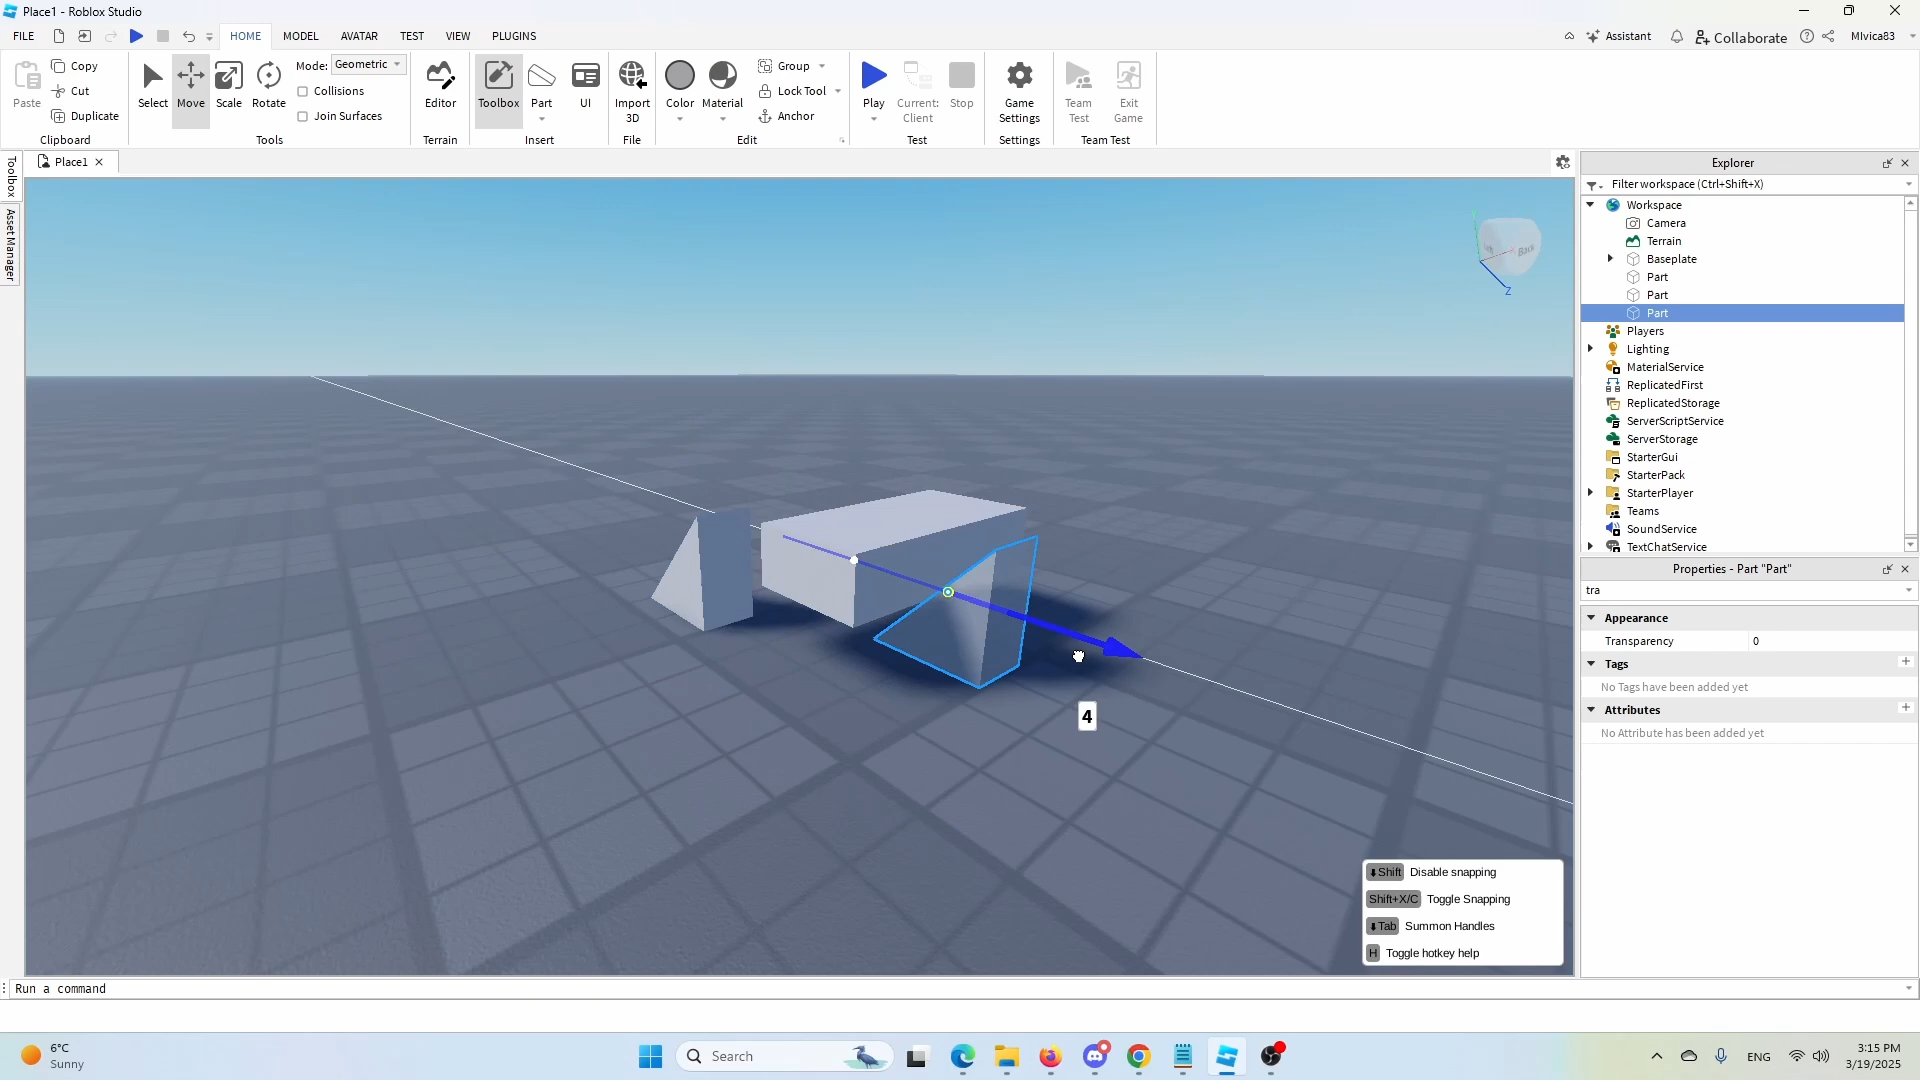 Place1 - Roblox Studio
FILE HOME MODEL AVATAR TEST VIEW PLUGINS Assistant Collaborate MIvica83
Paste Copy Cut Duplicate Clipboard
Select Move Scale Rotate Mode: Geometric Collisions Join Surfaces Tools
Editor Terrain
Toolbox Part UI Insert
Import 3D File
Color Material Group Lock Tool Anchor Edit
Play Current: Client Stop Test
Game Settings Settings
Team Test Exit Game Team Test
Toolbox
Asset Manager
Place1
Back
Z
4
Shift Disable snapping
Shift+X/C Toggle Snapping
Tab Summon Handles
H Toggle hotkey help
Explorer
Filter workspace (Ctrl+Shift+X)
Workspace
Camera
Terrain
Baseplate
Part
Part
Part
Players
Lighting
MaterialService
ReplicatedFirst
ReplicatedStorage
ServerScriptService
ServerStorage
StarterGui
StarterPack
StarterPlayer
Teams
SoundService
TextChatService
Properties - Part "Part"
tra
Appearance
Transparency 0
Tags
No Tags have been added yet
Attributes
No Attribute has been added yet
Run a command
6°C
Sunny
Search
ENG
3:15 PM
3/19/2025